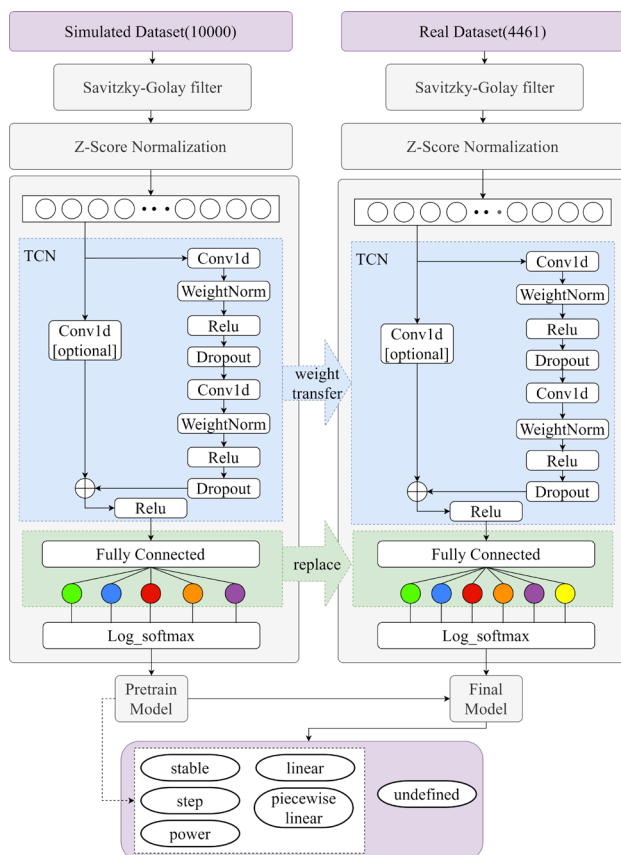 Simulated Dataset(10000)
Savitzky-Golay filter
Z-Score Normalization
TCN
Conv1d
WeightNorm
Relu
Dropout
Conv1d
WeightNorm
Relu
Dropout
Conv1d
[optional]
Relu
Fully Connected
Log_softmax
Pretrain
Model
weight
transfer
replace
Real Dataset(4461)
Savitzky-Golay filter
Z-Score Normalization
TCN
Conv1d
WeightNorm
Relu
Dropout
Conv1d
WeightNorm
Relu
Dropout
Conv1d
[optional]
Relu
Fully Connected
Log_softmax
Final
Model
stable
linear
step
piecewise
linear
power
undefined